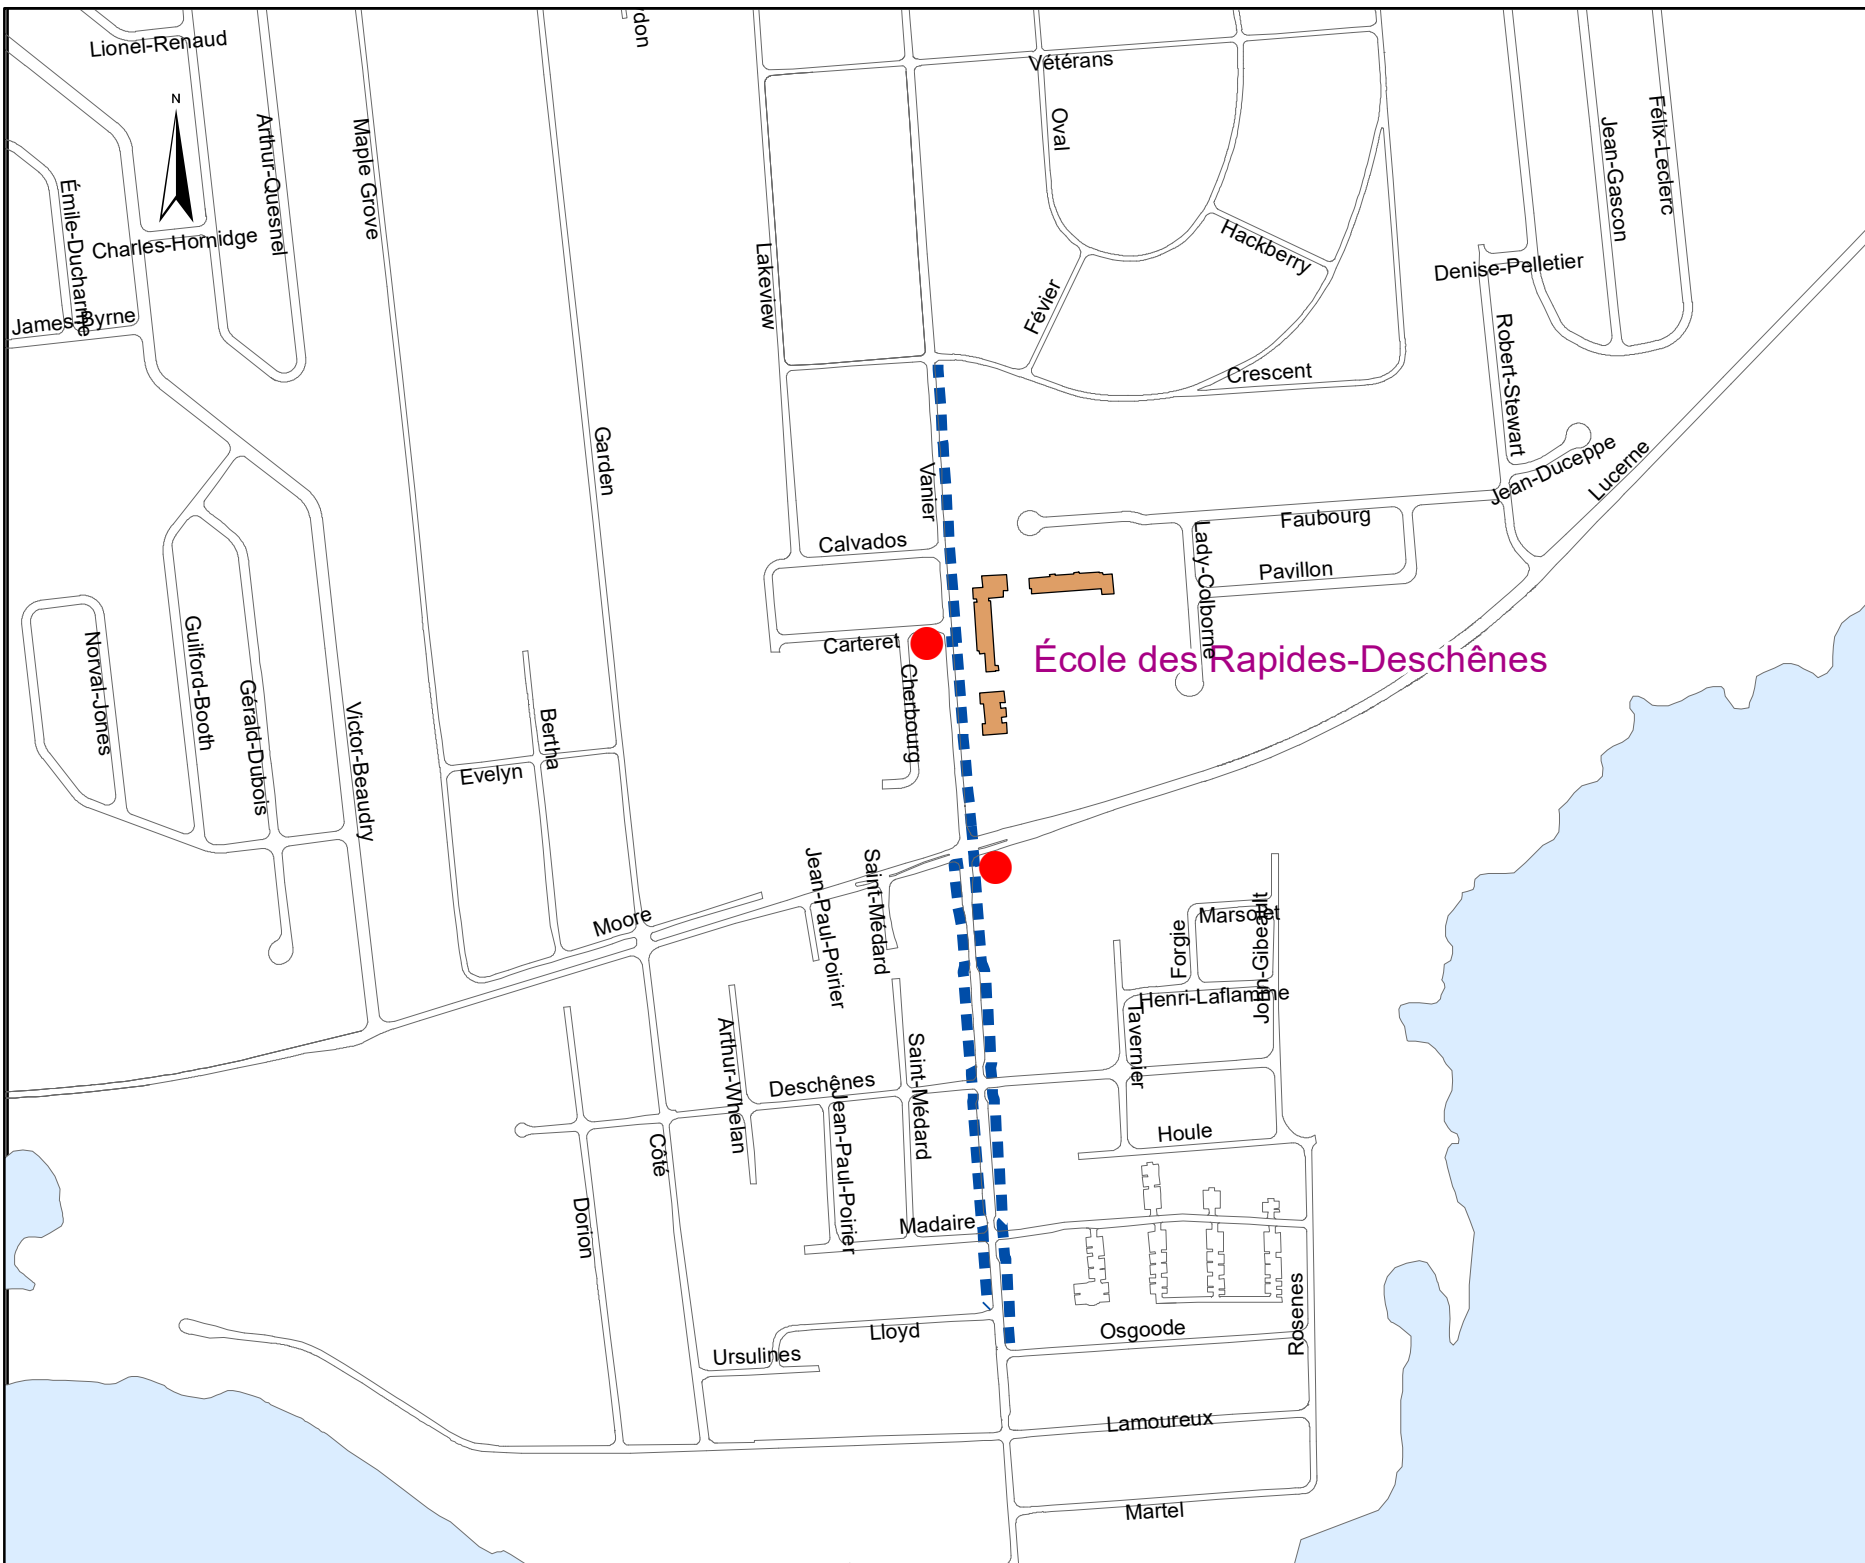 Lionel-Renaud
Vétérans
N
Arthur-Quesnel
Maple Grove
Oval
Félix-Leclerc
Jean-Gascon
Émile-Ducharme
Charles-Hornidge
Lakeview
Hackberry
Denise-Pelletier
James-Byrne
Févier
Robert-Stewart
Crescent
Garden
Vanier
Jean-Duceppe
Lucerne
Faubourg
Calvados
Lady-Colborne
Pavillon
Carteret
École des Rapides-Deschênes
Norval-Jones
Guilford-Booth
Gérald-Dubois
Victor-Beaudry
Cherbourg
Bertha
Evelyn
Jean-Paul-Poirier
Saint-Médard
Moore
Marsolet
Forgie
John-Gibeault
Henri-Laflamme
Tavernier
Arthur-Whelan
Deschênes
Saint-Médard
Jean-Paul-Poirier
Côté
Houle
Dorion
Madaire
Rosenes
Lloyd
Osgoode
Ursulines
Lamoureux
Martel